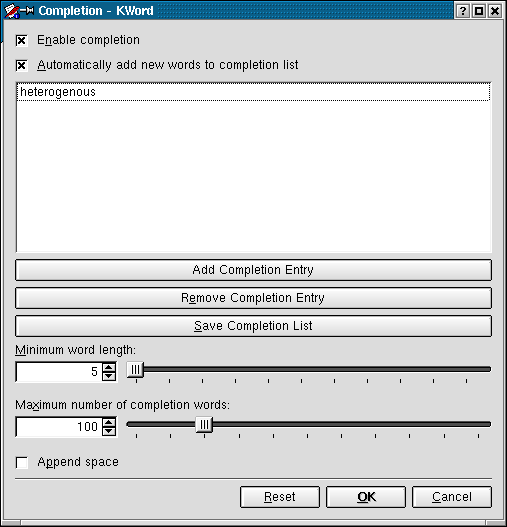 Completion - KWord
Enable completion
Automatically add new words to completion list
heterogenous
Add Completion Entry
Remove Completion Entry
Save Completion List
Minimum word length:
5
Maximum number of completion words:
100
Append space
Reset OK Cancel